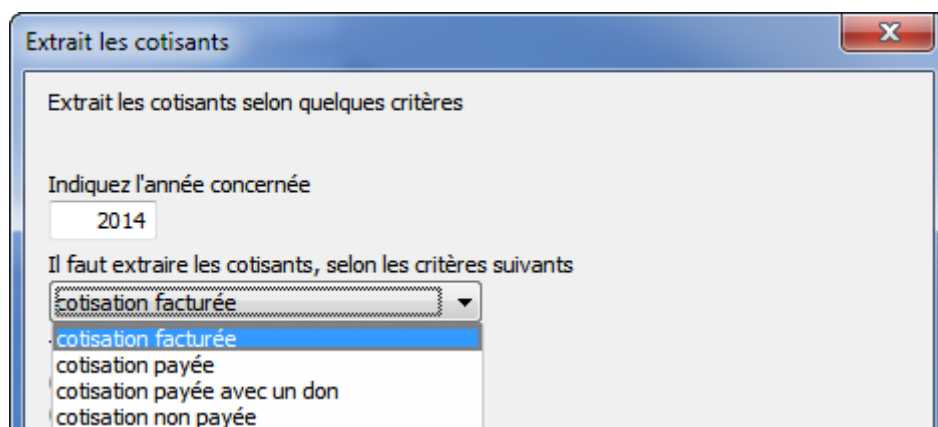 Extrait les cotisants
Extrait les cotisants selon quelques critères
Indiquez l'année concernée
2014
Il faut extraire les cotisants, selon les critères suivants
cotisation facturée
cotisation facturée
cotisation payée
cotisation payée avec un don
cotisation non payée